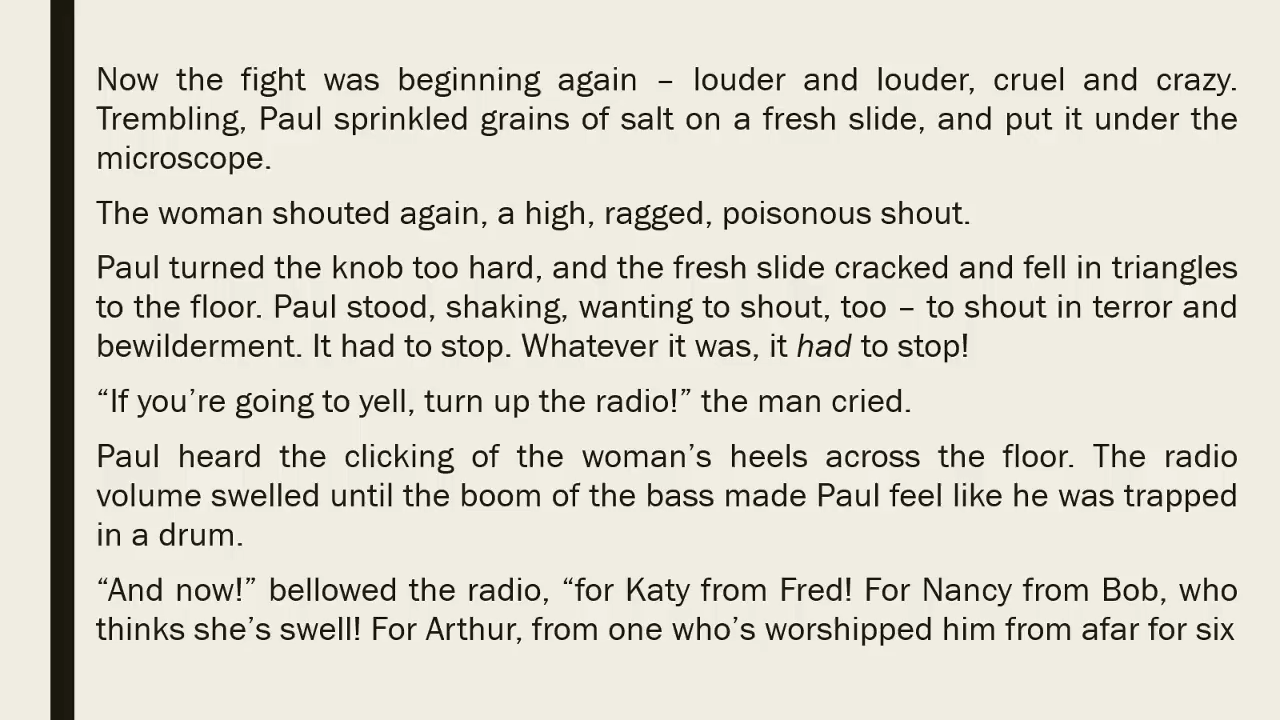 Now the fight was beginning again – louder and louder, cruel and crazy.
Trembling, Paul sprinkled grains of salt on a fresh slide, and put it under the
microscope.
The woman shouted again, a high, ragged, poisonous shout.
Paul turned the knob too hard, and the fresh slide cracked and fell in triangles
to the floor. Paul stood, shaking, wanting to shout, too – to shout in terror and
bewilderment. It had to stop. Whatever it was, it had to stop!
“If you’re going to yell, turn up the radio!” the man cried.
Paul heard the clicking of the woman’s heels across the floor. The radio
volume swelled until the boom of the bass made Paul feel like he was trapped
in a drum.
“And now!” bellowed the radio, “for Katy from Fred! For Nancy from Bob, who
thinks she’s swell! For Arthur, from one who’s worshipped him from afar for six